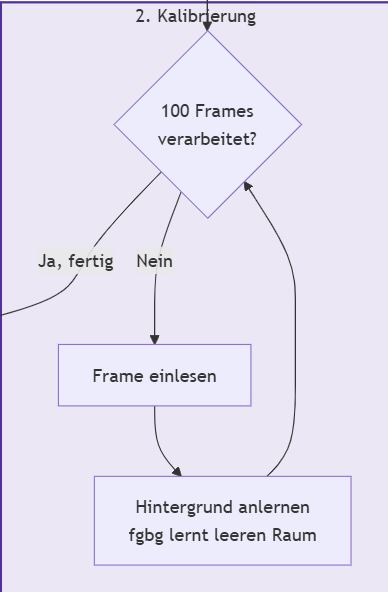 2. Kalibrierung
100 Frames
verarbeitet?
Ja, fertig
Nein
Frame einlesen
Hintergrund anlernen
fgbg lernt leeren Raum